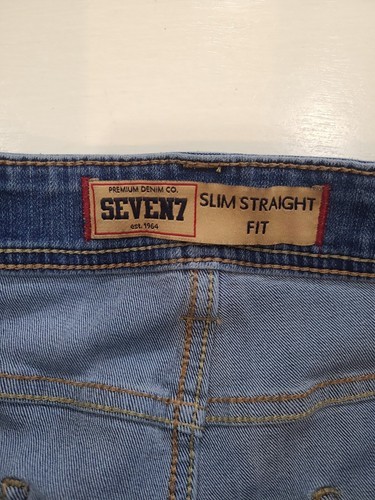 PREMIUM DENIM CO.
SEVEN7
est. 1964
SLIM STRAIGHT
FIT